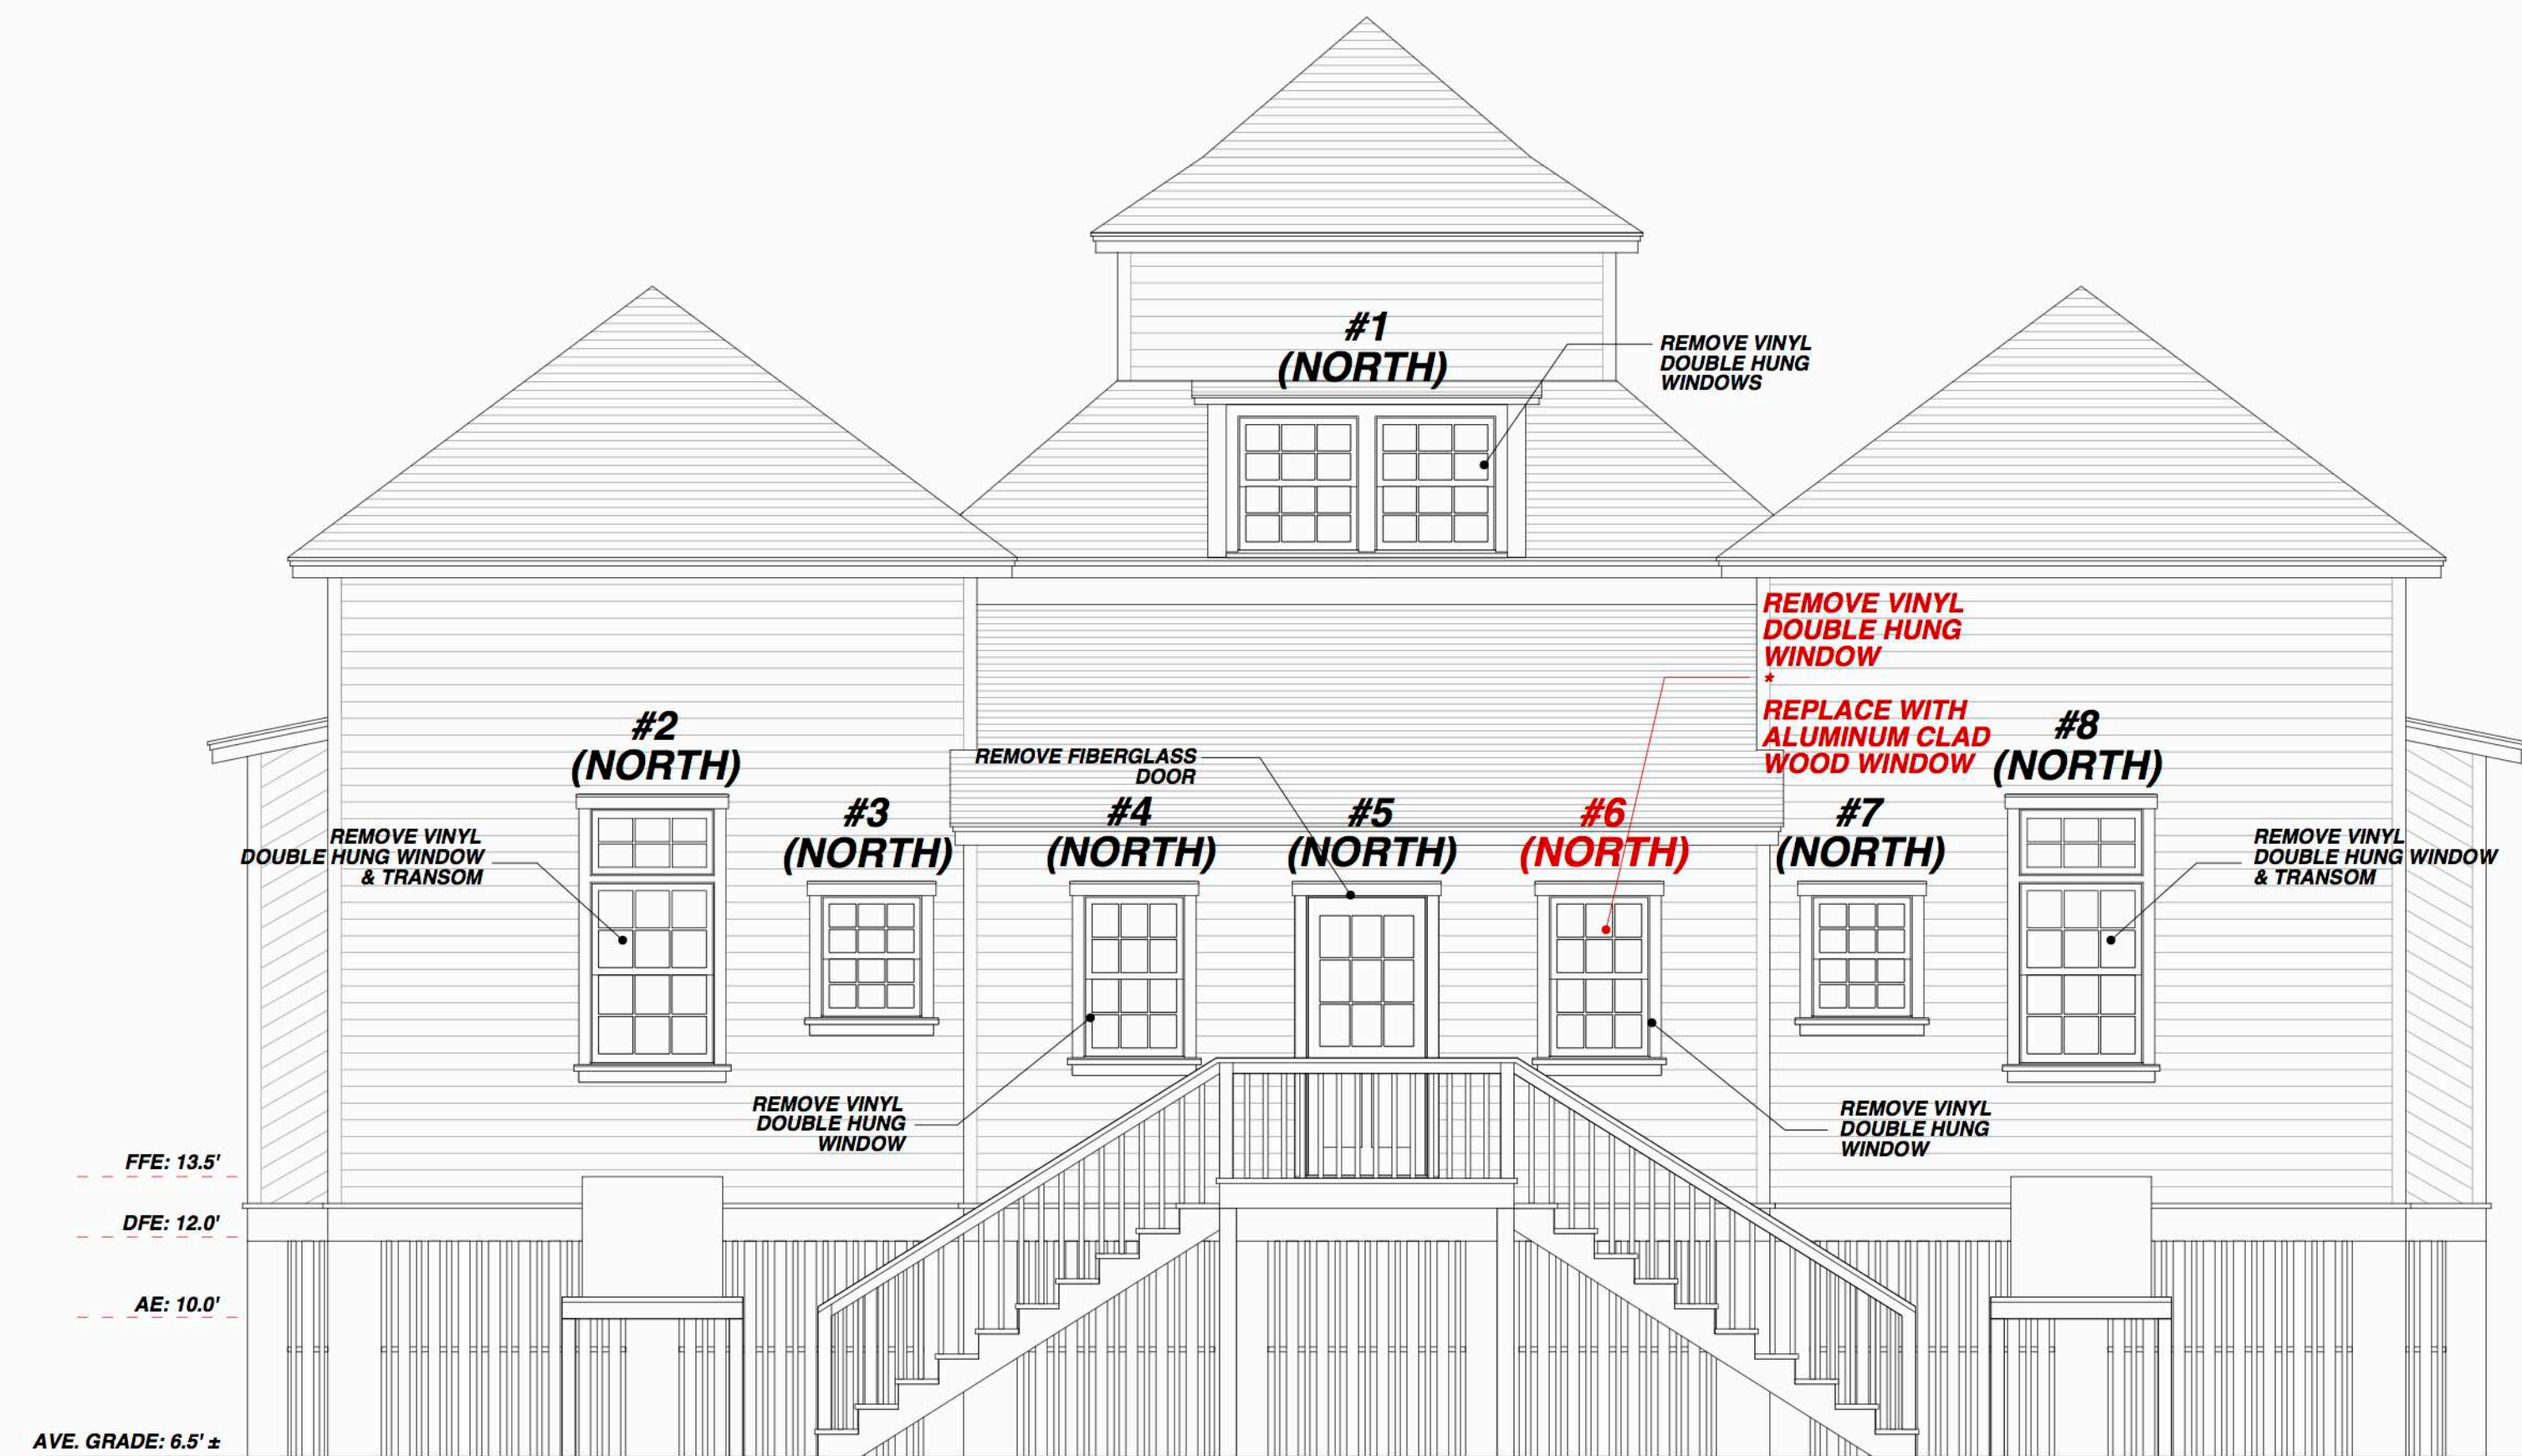 #1
(NORTH)
REMOVE VINYL
DOUBLE HUNG
WINDOWS
REMOVE VINYL
DOUBLE HUNG
WINDOW
*
REPLACE WITH
ALUMINUM CLAD
WOOD WINDOW
#2
(NORTH)
REMOVE VINYL
DOUBLE HUNG WINDOW
& TRANSOM
#3
(NORTH)
REMOVE FIBERGLASS
DOOR
#4
(NORTH)
#5
(NORTH)
#6
(NORTH)
#7
(NORTH)
#8
(NORTH)
REMOVE VINYL
DOUBLE HUNG WINDOW
& TRANSOM
REMOVE VINYL
DOUBLE HUNG
WINDOW
REMOVE VINYL
DOUBLE HUNG
WINDOW
FFE: 13.5'
DFE: 12.0'
AE: 10.0'
AVE. GRADE: 6.5' ±